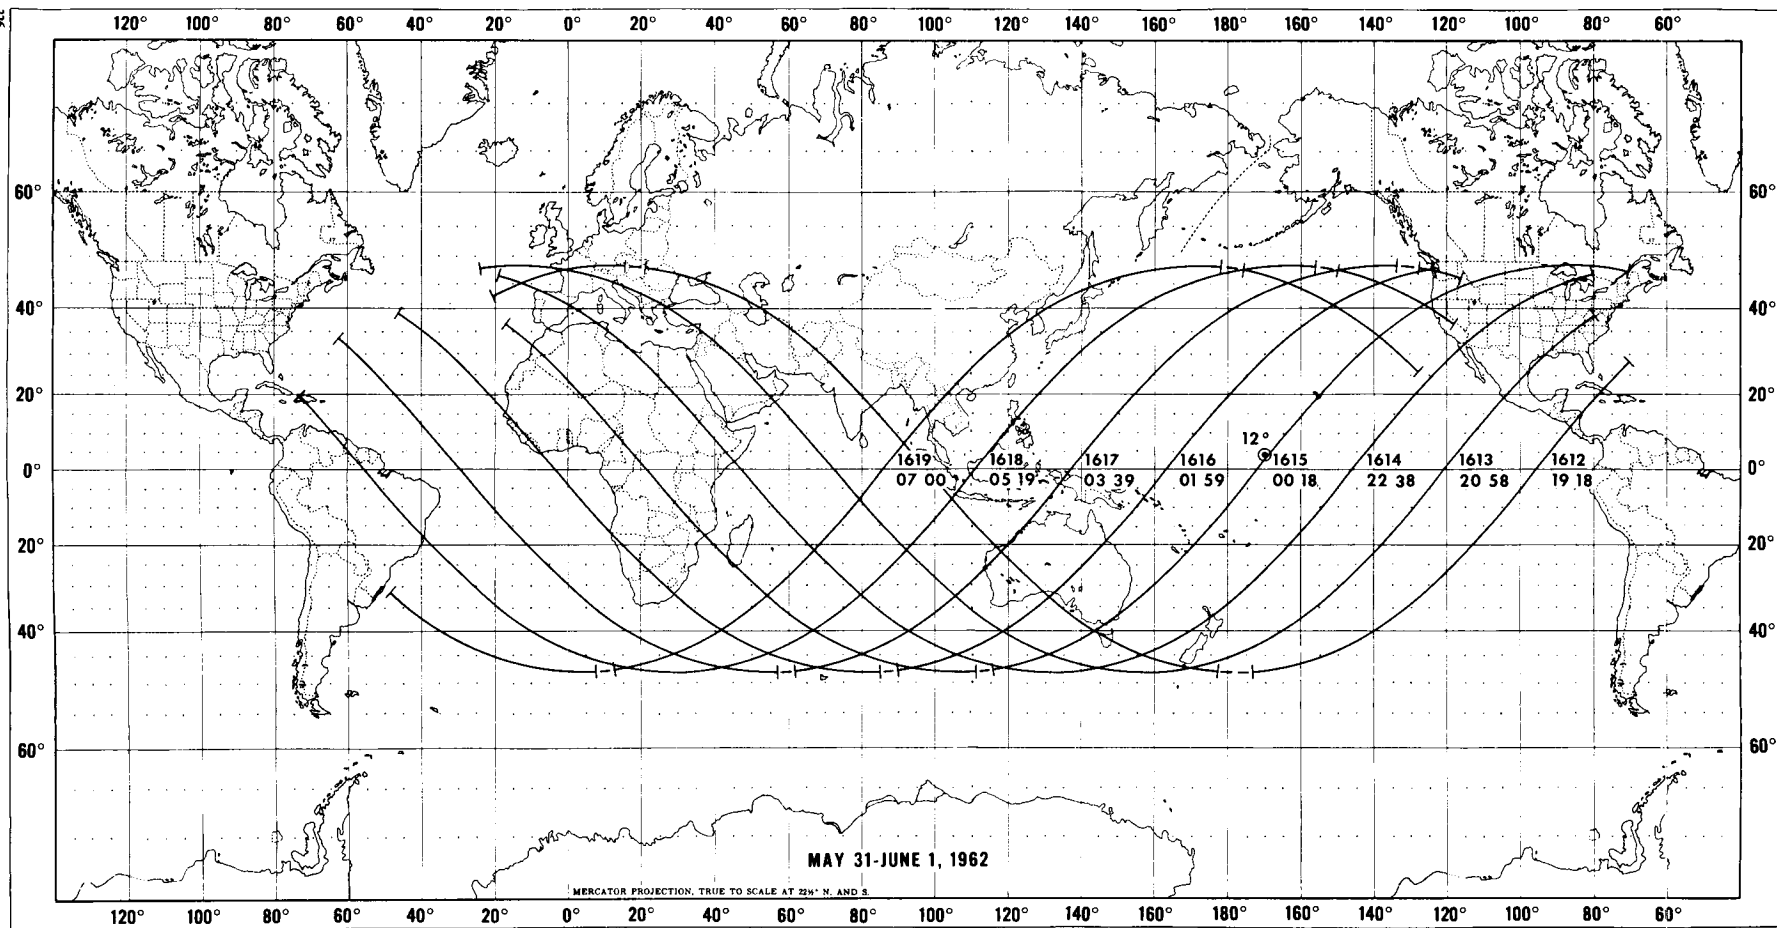 120° 100° 80° 60° 40° 20° 0° 20° 40° 60° 80° 100° 120° 140° 160° 180° 160° 140° 120° 100° 80° 60°
60° 60°
40° 40°
20° 20°
12°
1619 1618 1617 1616 1615 1614 1613 1612
0° 0°
07 00 05 19 03 39 01 59 00 18 22 38 20 58 19 18
20° 20°
40° 40°
60° 60°
MAY 31-JUNE 1, 1962
MERCATOR PROJECTION, TRUE TO SCALE AT 22½° N. AND S.
120° 100° 80° 60° 40° 20° 0° 20° 40° 60° 80° 100° 120° 140° 160° 180° 160° 140° 120° 100° 80° 60°